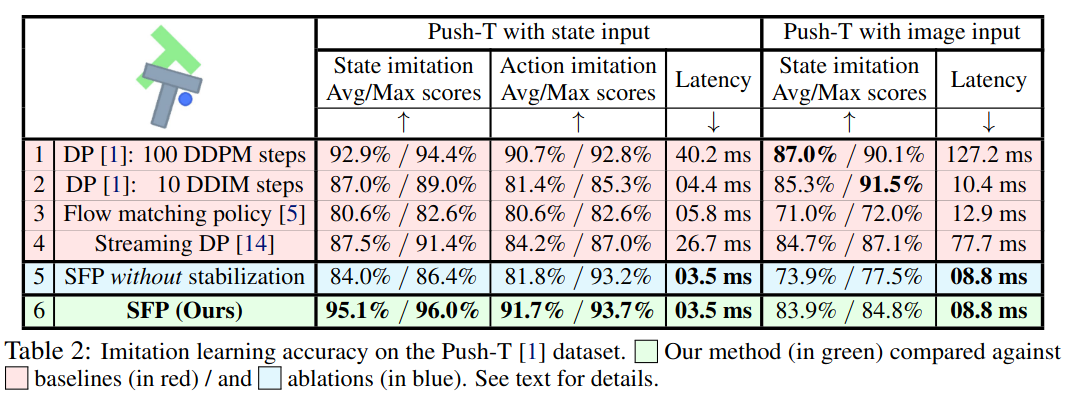 Push-T with state input Push-T with image input
State imitation Action imitation Latency State imitation Latency
Avg/Max scores Avg/Max scores Avg/Max scores
↑ ↑ ↓ ↑ ↓
1 DP [1]: 100 DDPM steps 92.9% / 94.4% 90.7% / 92.8% 40.2 ms 87.0% / 90.1% 127.2 ms
2 DP [1]: 10 DDIM steps 87.0% / 89.0% 81.4% / 85.3% 04.4 ms 85.3% / 91.5% 10.4 ms
3 Flow matching policy [5] 80.6% / 82.6% 80.6% / 82.6% 05.8 ms 71.0% / 72.0% 12.9 ms
4 Streaming DP [14] 87.5% / 91.4% 84.2% / 87.0% 26.7 ms 84.7% / 87.1% 77.7 ms
5 SFP without stabilization 84.0% / 86.4% 81.8% / 93.2% 03.5 ms 73.9% / 77.5% 08.8 ms
6 SFP (Ours) 95.1% / 96.0% 91.7% / 93.7% 03.5 ms 83.9% / 84.8% 08.8 ms
Table 2: Imitation learning accuracy on the Push-T [1] dataset. Our method (in green) compared against
baselines (in red) / and ablations (in blue). See text for details.